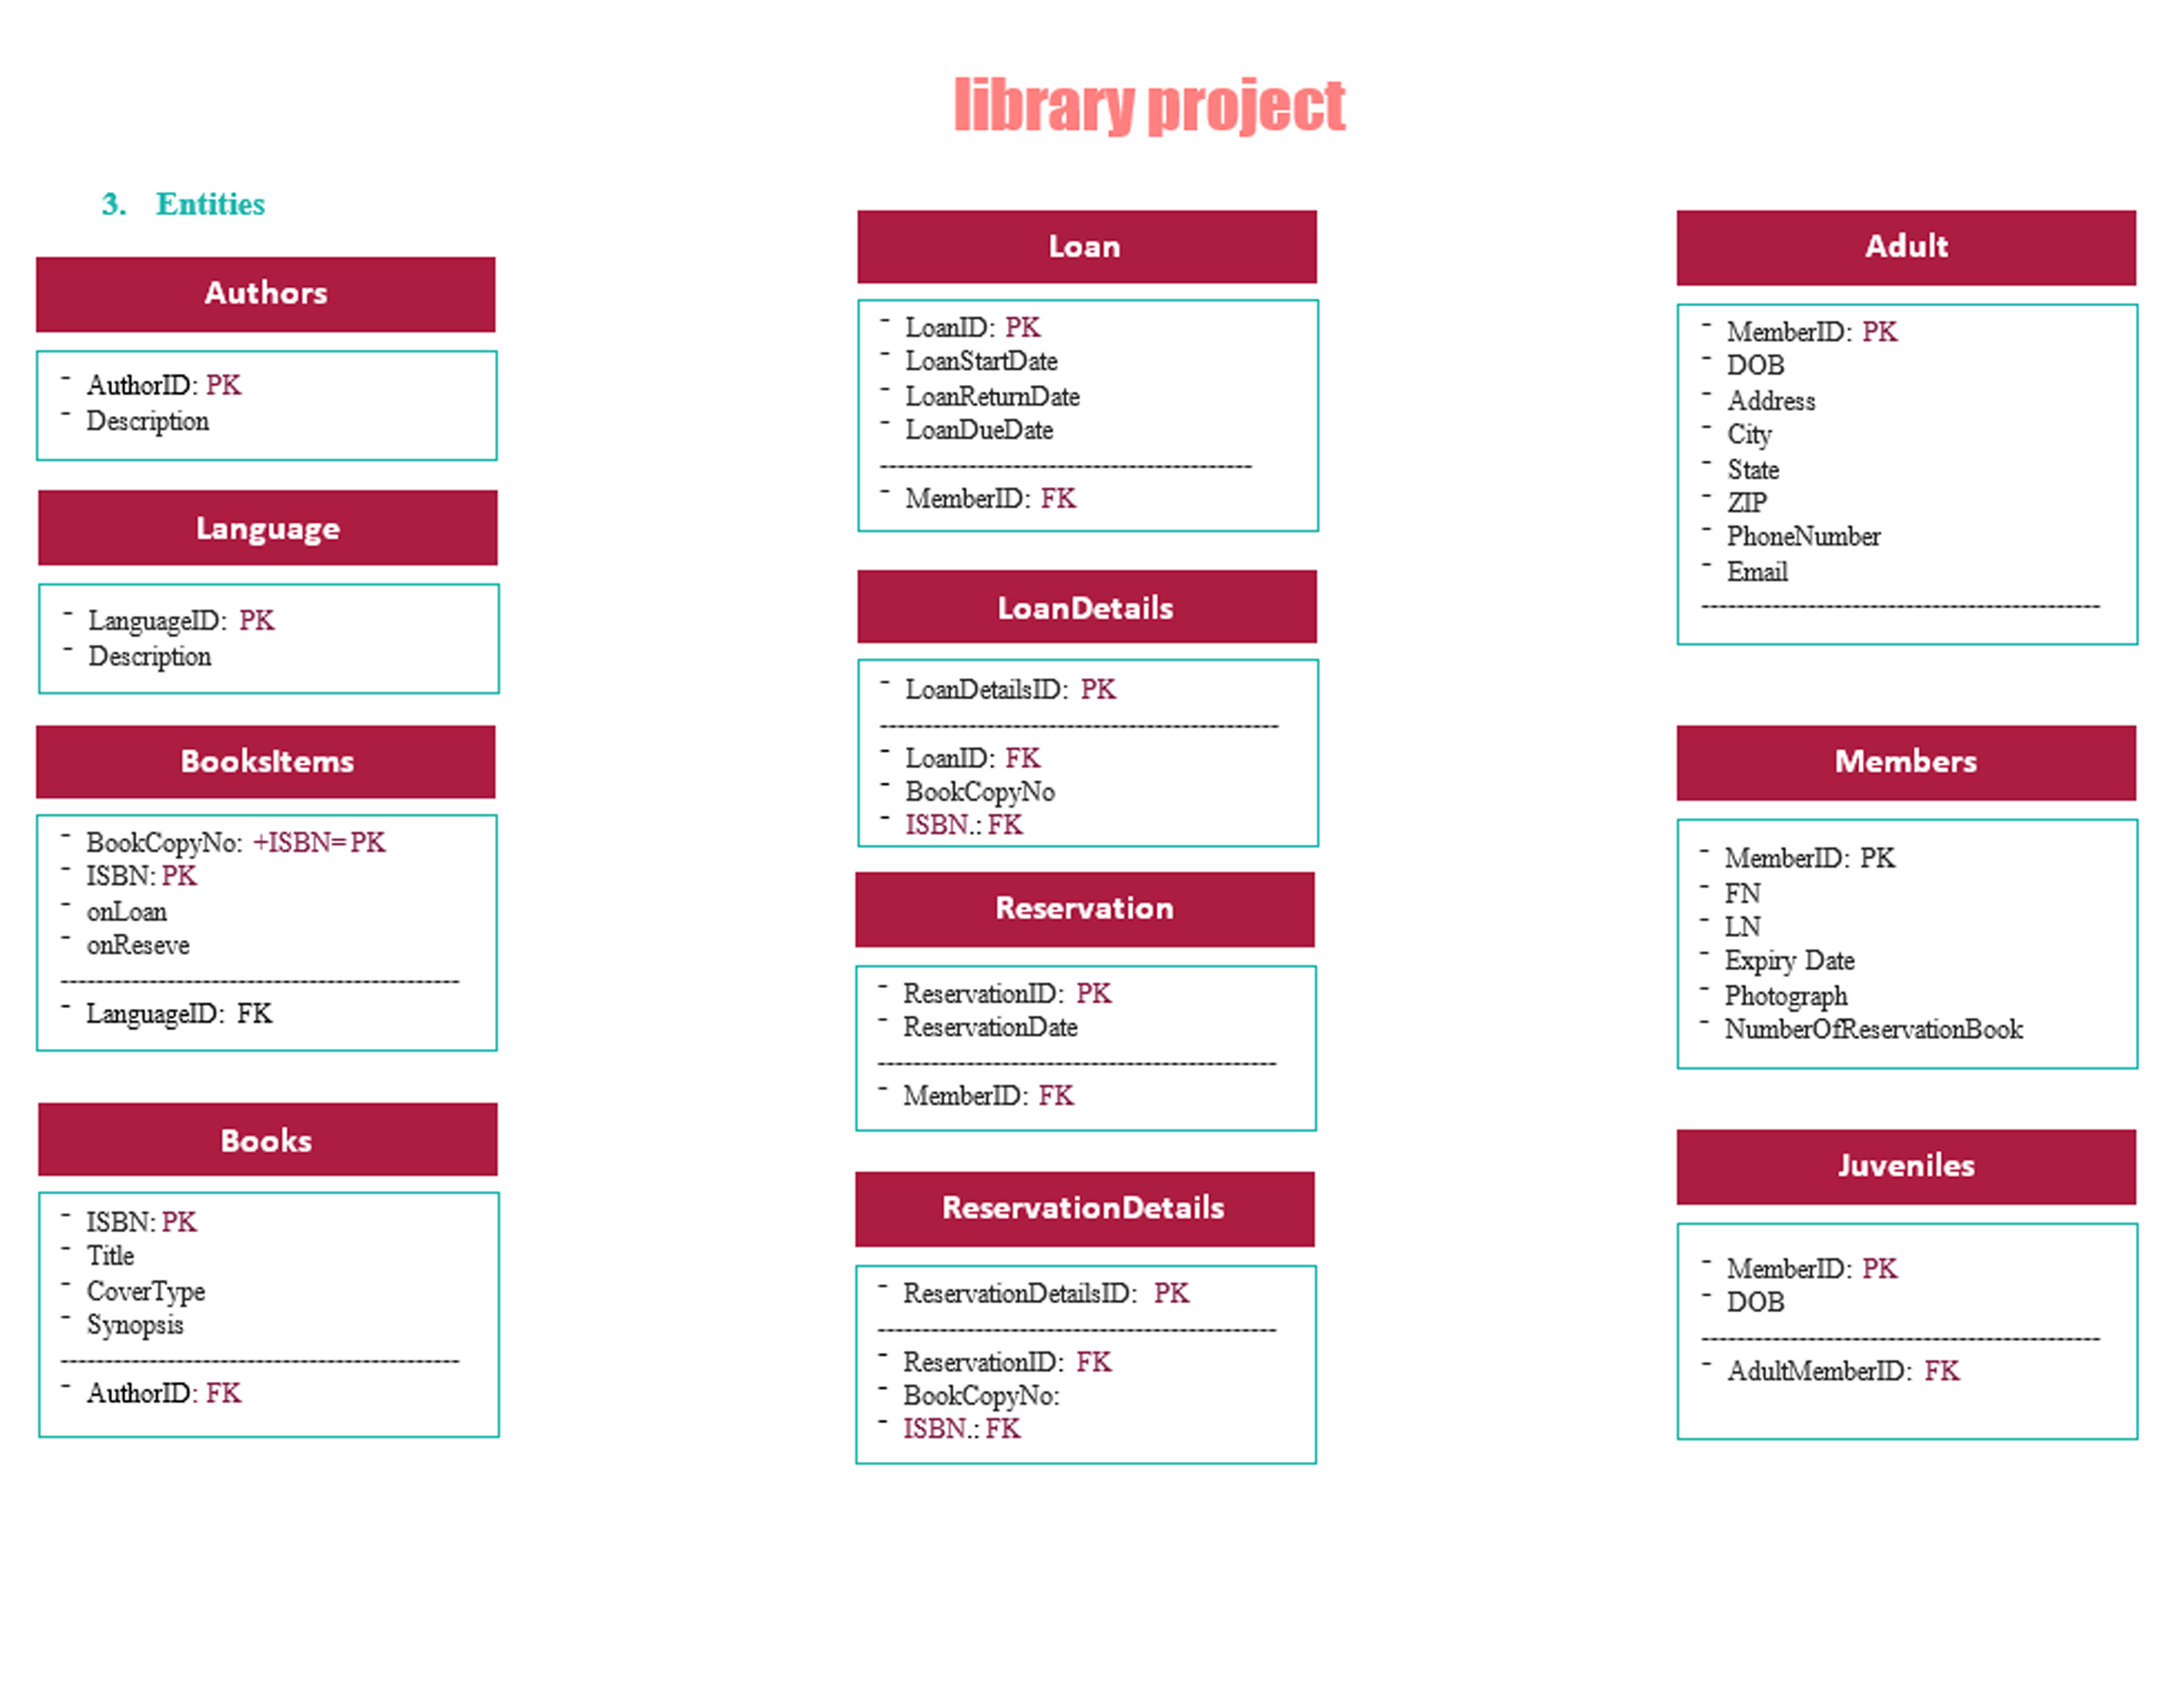 library project
3. Entities
Authors
- AuthorID: PK
- Description
Language
- LanguageID: PK
- Description
BooksItems
- BookCopyNo: +ISBN=PK
- ISBN: PK
- onLoan
- onReseve
---------------------------------------------
- LanguageID: FK
Books
- ISBN: PK
- Title
- CoverType
- Synopsis
---------------------------------------------
- AuthorID: FK
Loan
- LoanID: PK
- LoanStartDate
- LoanReturnDate
- LoanDueDate
------------------------------------------
- MemberID: FK
LoanDetails
- LoanDetailsID: PK
---------------------------------------------
- LoanID: FK
- BookCopyNo
- ISBN.: FK
Reservation
- ReservationID: PK
- ReservationDate
---------------------------------------------
- MemberID: FK
ReservationDetails
- ReservationDetailsID: PK
---------------------------------------------
- ReservationID: FK
- BookCopyNo:
- ISBN.: FK
Adult
- MemberID: PK
- DOB
- Address
- City
- State
- ZIP
- PhoneNumber
- Email
---------------------------------------------
Members
- MemberID: PK
- FN
- LN
- Expiry Date
- Photograph
- NumberOfReservationBook
Juveniles
- MemberID: PK
- DOB
---------------------------------------------
- AdultMemberID: FK